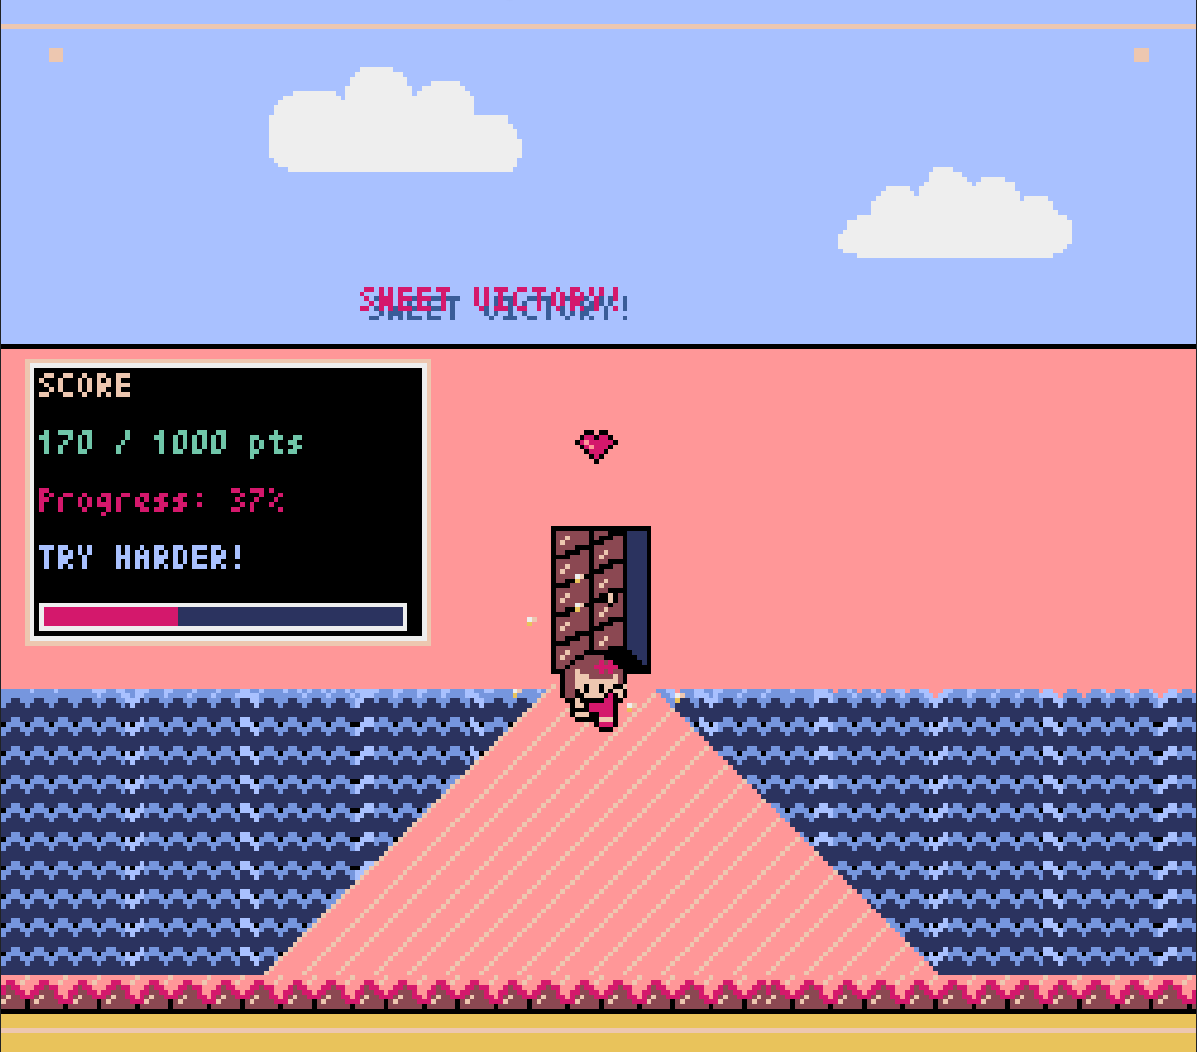 SWEET VICTORY!
SCORE
170 / 1000 pts
Progress: 37%
TRY HARDER!